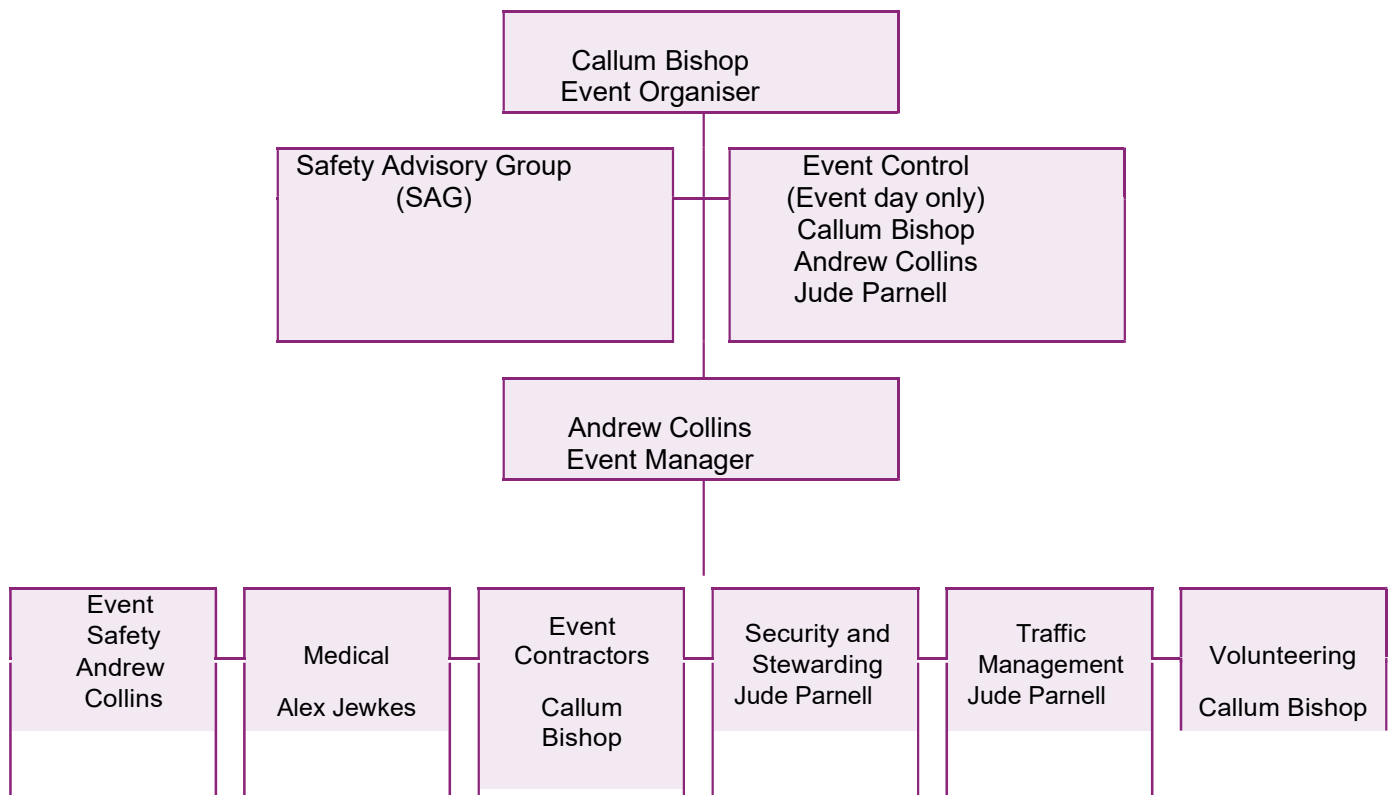 Callum Bishop
Event Organiser
Safety Advisory Group
(SAG)
Event Control
(Event day only)
Callum Bishop
Andrew Collins
Jude Parnell
Andrew Collins
Event Manager
Event
Safety
Andrew
Collins
Medical
Alex Jewkes
Event
Contractors
Callum
Bishop
Security and
Stewarding
Jude Parnell
Traffic
Management
Jude Parnell
Volunteering
Callum Bishop